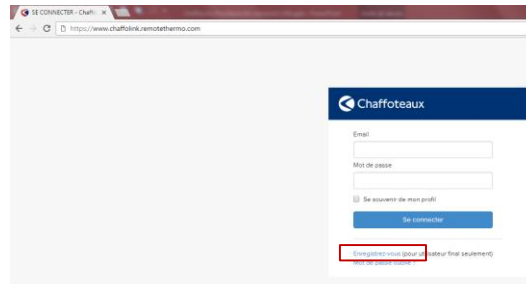 SE CONNECTER - Chaffo
https://www.chaffolink.remotethermo.com
Chaffoteaux
Email
Mot de passe
Se souvenir de mon profil
Se connecter
Enregistrez-vous (pour utilisateur final seulement)
Mot de passe oublié ?